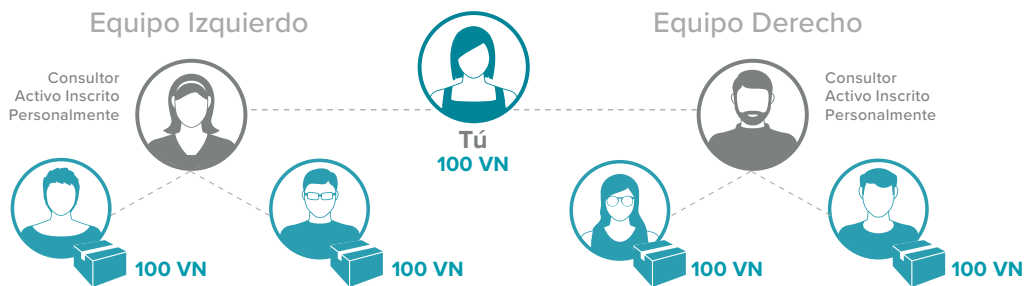 Equipo Izquierdo
Equipo Derecho
Consultor
Activo Inscrito
Personalmente
Consultor
Activo Inscrito
Personalmente
Tú
100 VN
100 VN
100 VN
100 VN
100 VN